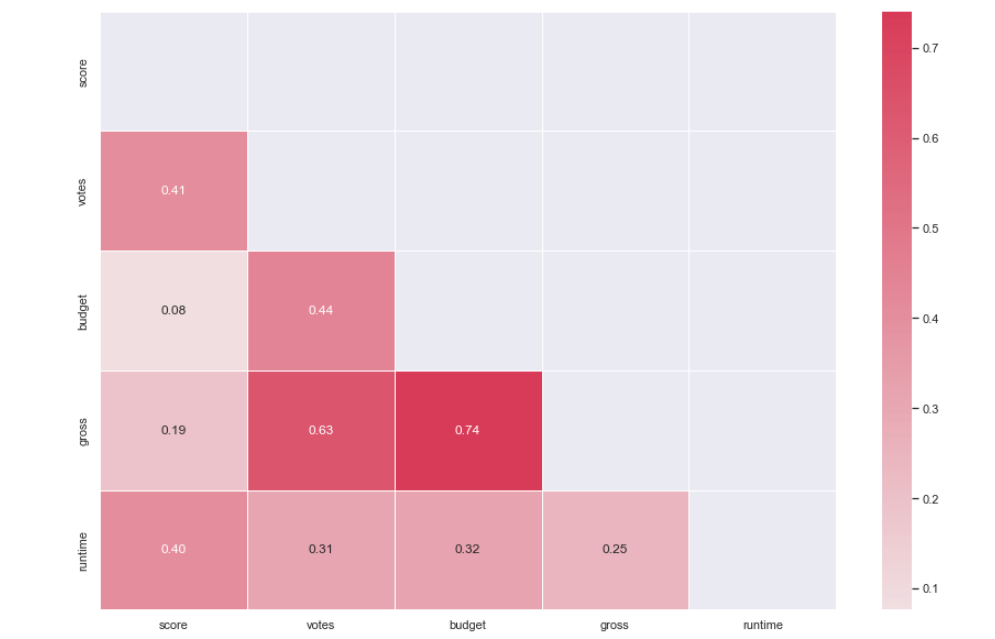 score
votes
0.41
budget
0.08 0.44
gross
0.19 0.63 0.74
runtime
0.40 0.31 0.32 0.25
score votes budget gross runtime
0.7
0.6
0.5
0.4
0.3
0.2
0.1